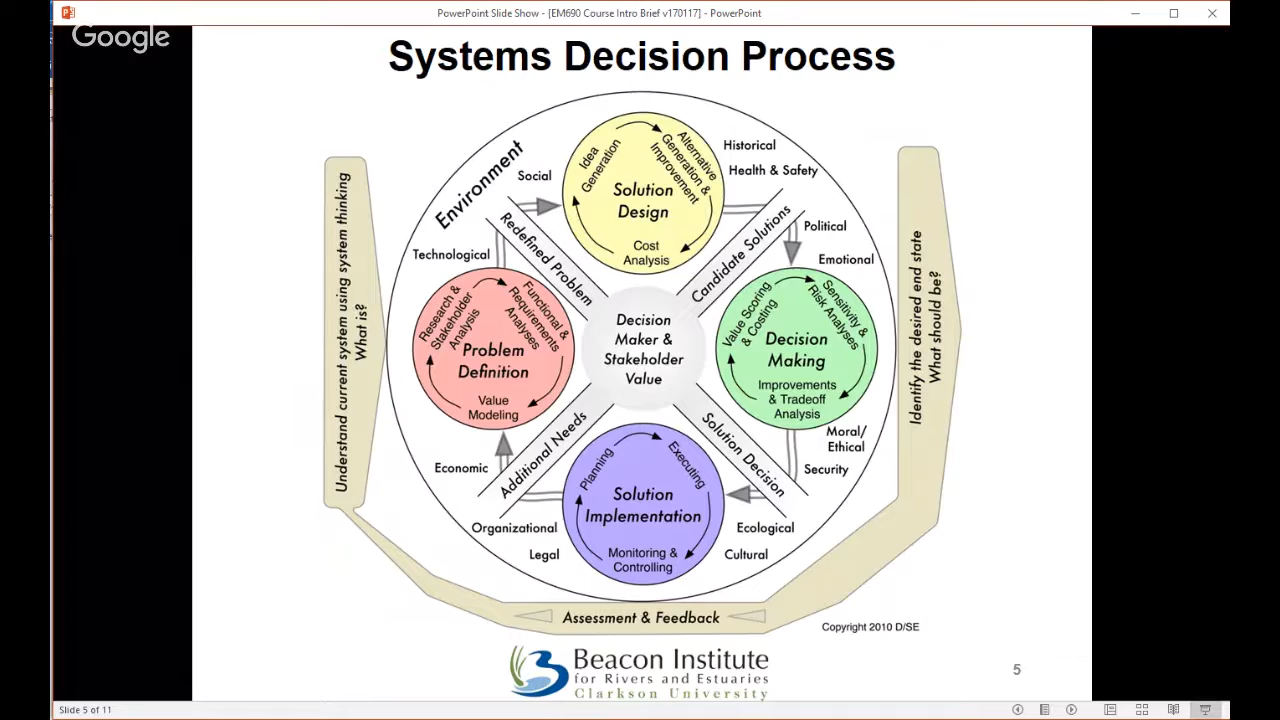 PowerPoint Slide Show - [EM690 Course Intro Brief v170117] - PowerPoint
Google
Systems Decision Process
Environment
Social
Technological
Historical
Health & Safety
Political
Emotional
Idea
Generation
Alternative
Generation &
Improvement
Solution
Design
Cost
Analysis
Redefined Problem
Candidate Solutions
Research &
Stakeholder
Analysis
Functional &
Requirements
Analyses
Problem
Definition
Value
Modeling
Decision
Maker &
Stakeholder
Value
Value Scoring
& Costing
Sensitivity &
Risk Analyses
Decision
Making
Improvements
& Tradeoff
Analysis
Additional Needs
Solution Decision
Moral/
Ethical
Security
Economic
Planning
Executing
Solution
Implementation
Monitoring &
Controlling
Organizational
Legal
Ecological
Cultural
Understand current system using system thinking
What is?
Identify the desired end state
What should be?
Assessment & Feedback
Copyright 2010 D/SE
Beacon Institute
for Rivers and Estuaries
Clarkson University
5
Slide 5 of 11